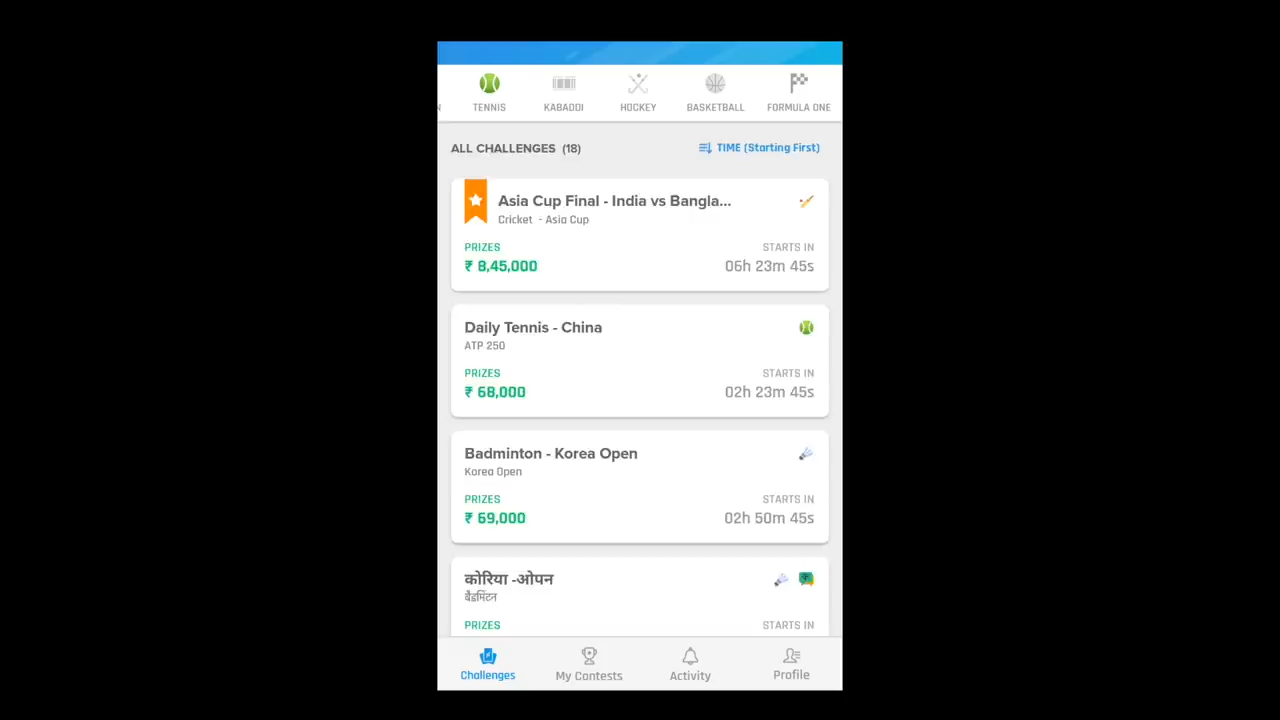 N TENNIS KABADDI HOCKEY BASKETBALL FORMULA ONE
ALL CHALLENGES (18) TIME (Starting First)
Asia Cup Final - India vs Bangla...
Cricket - Asia Cup
PRIZES STARTS IN
₹ 8,45,000 06h 23m 45s
Daily Tennis - China
ATP 250
PRIZES STARTS IN
₹ 68,000 02h 23m 45s
Badminton - Korea Open
Korea Open
PRIZES STARTS IN
₹ 69,000 02h 50m 45s
कोरिया -ओपन
बैडमिंटन
PRIZES STARTS IN
Challenges My Contests Activity Profile